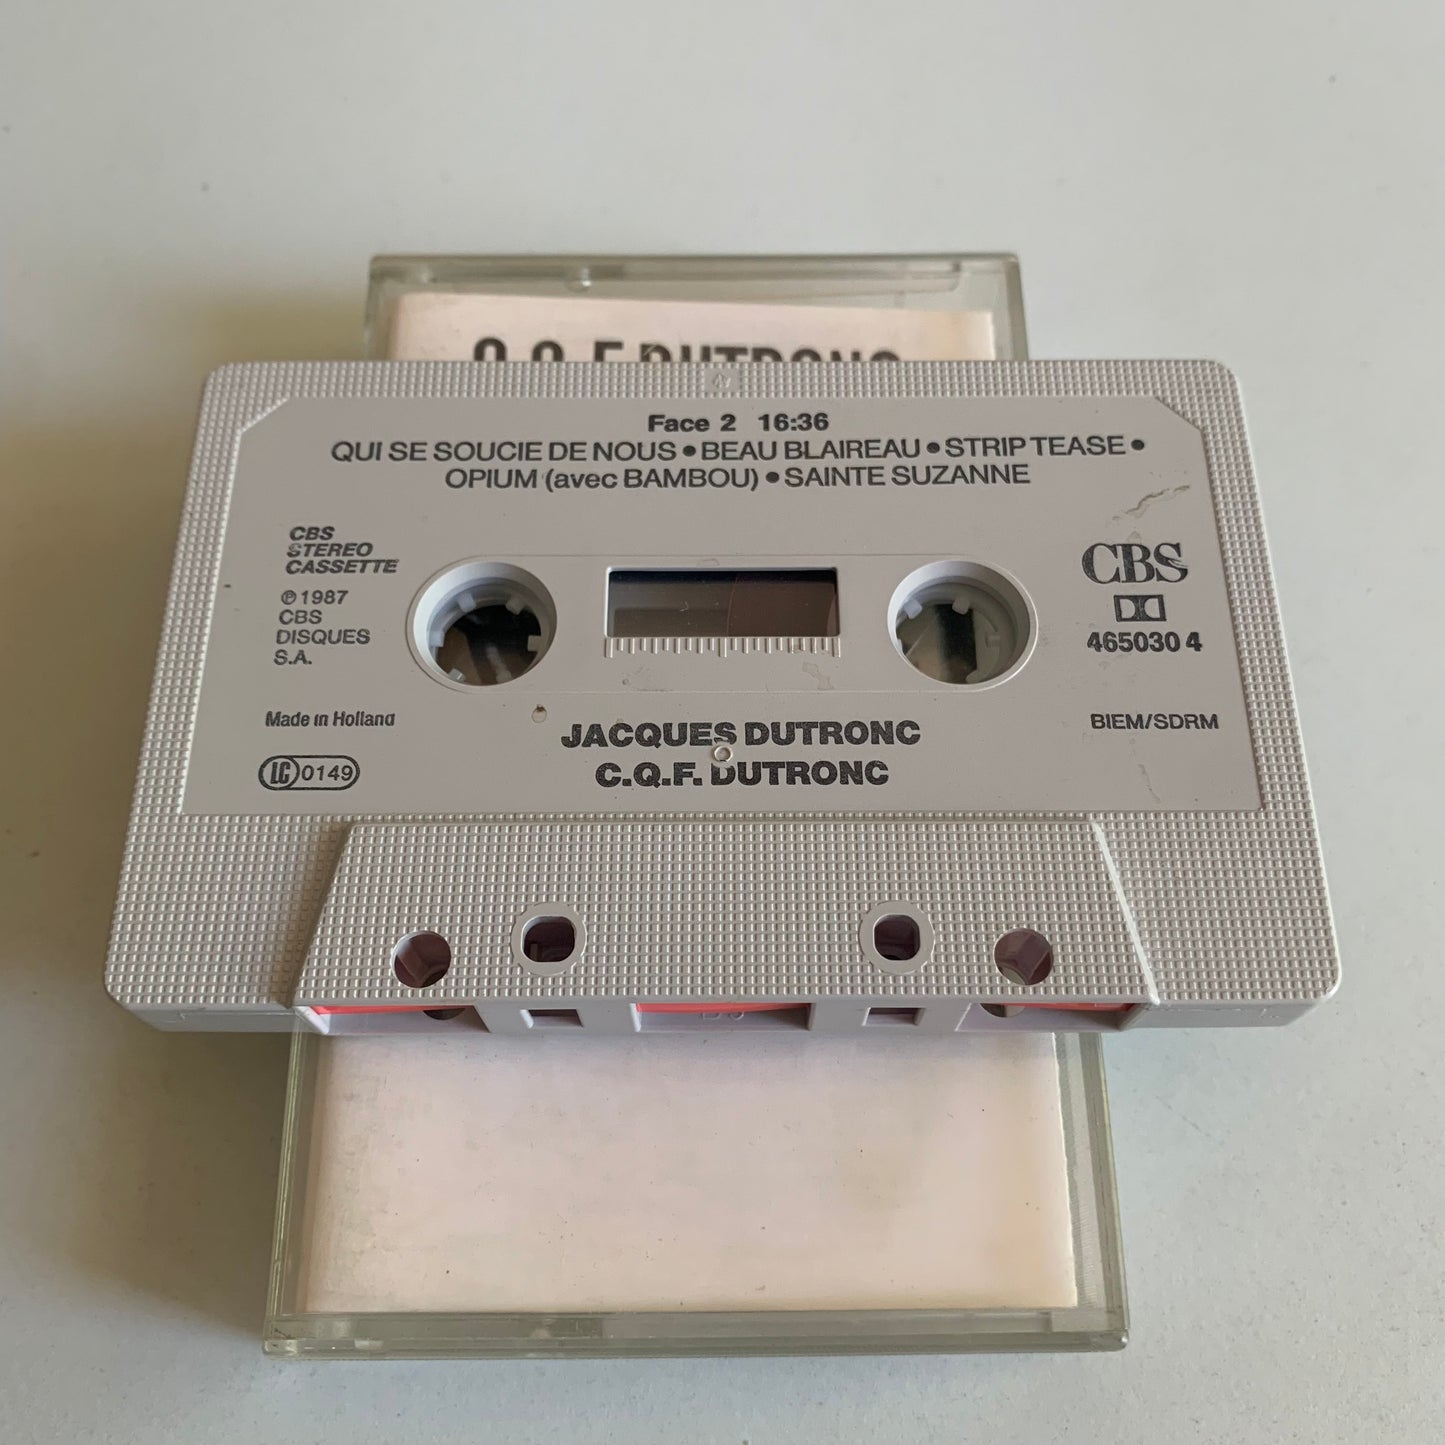 C.Q.F. DUTRONC
Face 2 16:36
QUI SE SOUCIE DE NOUS • BEAU BLAIREAU • STRIP TEASE •
OPIUM (avec BAMBOU) • SAINTE SUZANNE
CBS
STEREO
CASSETTE
℗ 1987
CBS
DISQUES
S.A.
Made in Holland
LC 0149
CBS
465030 4
BIEM/SDRM
JACQUES DUTRONC
C.Q.F. DUTRONC